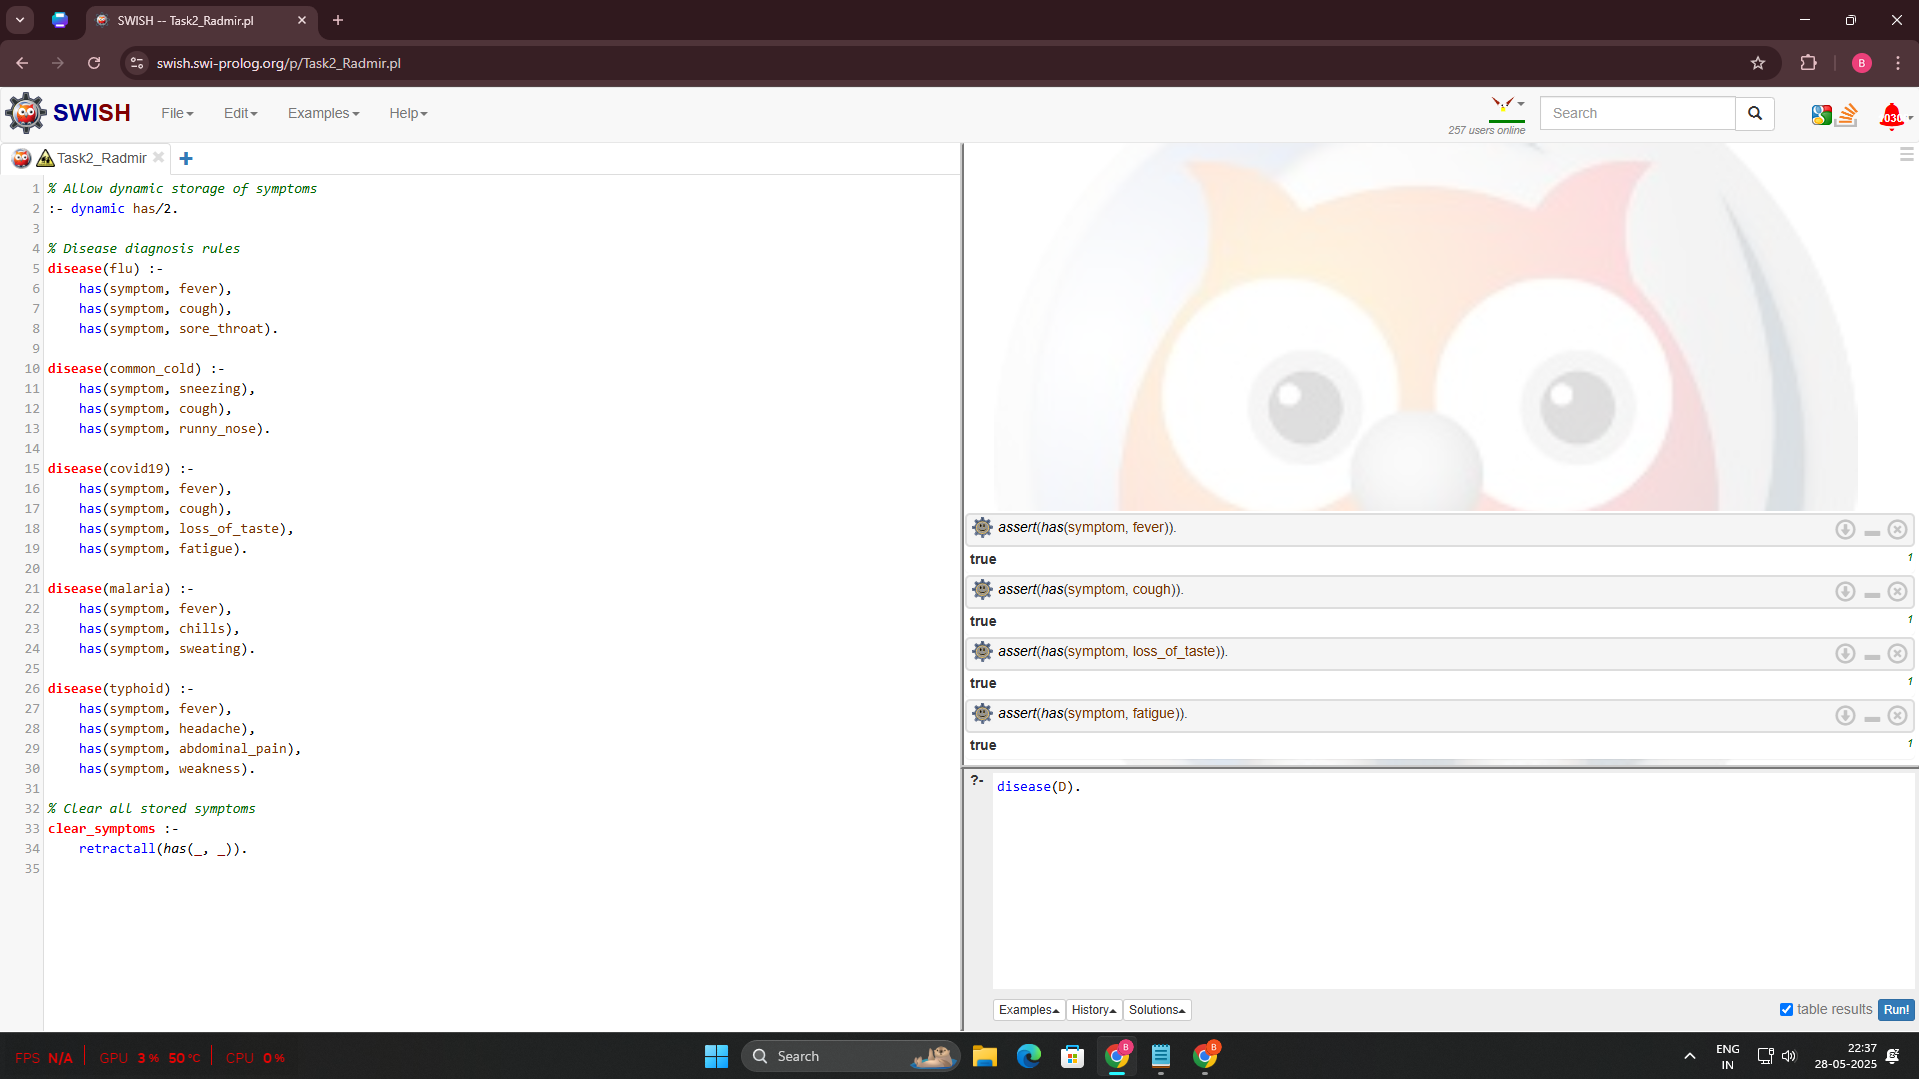 SWISH -- Task2_Radmir.pl
swish.swi-prolog.org/p/Task2_Radmir.pl
B
SWISH File Edit Examples Help
257 users online
Search
Task2_Radmir
1 % Allow dynamic storage of symptoms
2 :- dynamic has/2.
3
4 % Disease diagnosis rules
5 disease(flu) :-
6 has(symptom, fever),
7 has(symptom, cough),
8 has(symptom, sore_throat).
9
10 disease(common_cold) :-
11 has(symptom, sneezing),
12 has(symptom, cough),
13 has(symptom, runny_nose).
14
15 disease(covid19) :-
16 has(symptom, fever),
17 has(symptom, cough),
18 has(symptom, loss_of_taste),
19 has(symptom, fatigue).
20
21 disease(malaria) :-
22 has(symptom, fever),
23 has(symptom, chills),
24 has(symptom, sweating).
25
26 disease(typhoid) :-
27 has(symptom, fever),
28 has(symptom, headache),
29 has(symptom, abdominal_pain),
30 has(symptom, weakness).
31
32 % Clear all stored symptoms
33 clear_symptoms :-
34 retractall(has(_, _)).
35
assert(has(symptom, fever)).
true 1
assert(has(symptom, cough)).
true 1
assert(has(symptom, loss_of_taste)).
true 1
assert(has(symptom, fatigue)).
true 1
?- disease(D).
Examples History Solutions table results Run!
FPS N/A GPU 3 % 50 °C CPU 0 %
Search
B
B
ENG
IN
22:37
28-05-2025